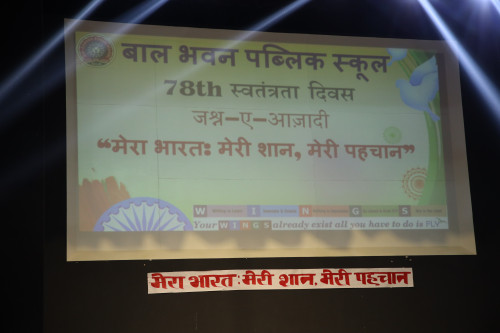 बाल भवन पब्लिक स्कूल
78th स्वतंत्रता दिवस
जश्न–ए–आज़ादी
“मेरा भारतः मेरी शान, मेरी पहचान”
W I N G S
Your WINGS already exist all you have to do is FLY
मेरा भारत: मेरी शान, मेरी पहचान